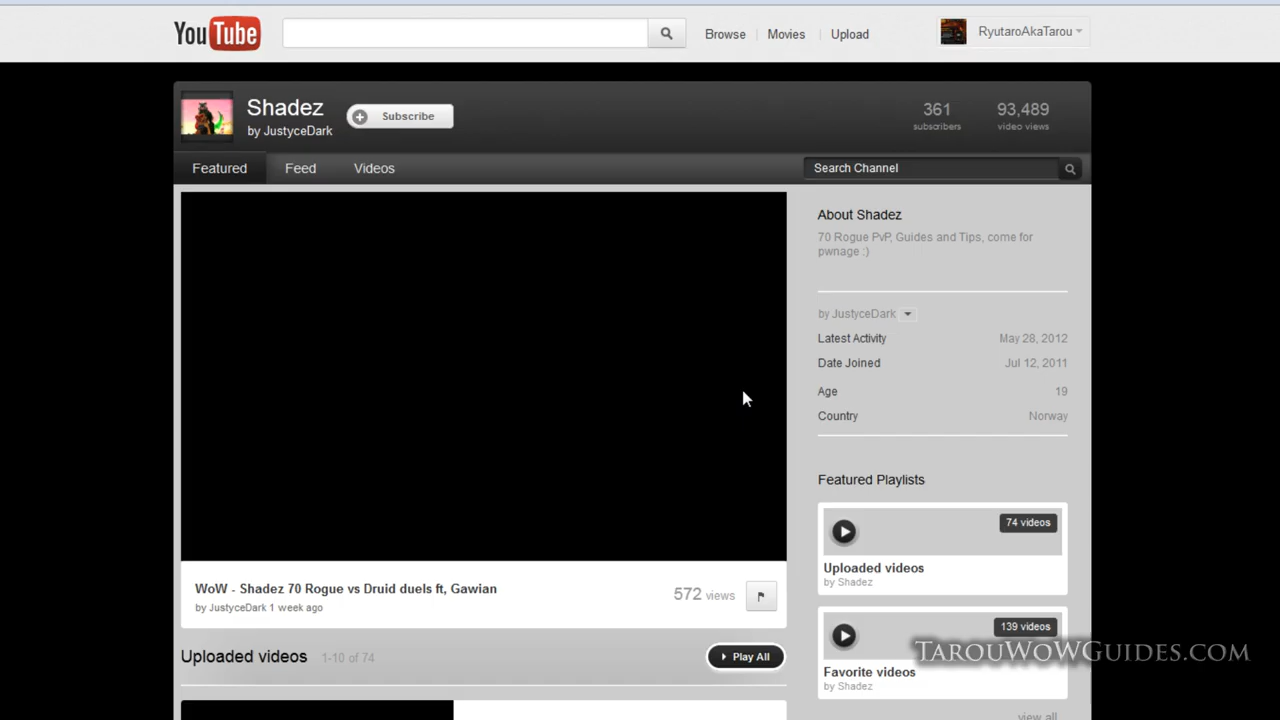 YouTube
Browse
Movies
Upload
RyutaroAkaTarou
Shadez
by JustyceDark
Subscribe
361
subscribers
93,489
video views
Featured
Feed
Videos
Search Channel
About Shadez
70 Rogue PvP, Guides and Tips, come for
pwnage :)
by JustyceDark
Latest Activity
May 28, 2012
Date Joined
Jul 12, 2011
Age
19
Country
Norway
WoW - Shadez 70 Rogue vs Druid duels ft, Gawian
by JustyceDark 1 week ago
572 views
Uploaded videos
1-10 of 74
Play All
Featured Playlists
74 videos
Uploaded videos
by Shadez
139 videos
Favorite videos
by Shadez
view all
TarouWoWGuides.com